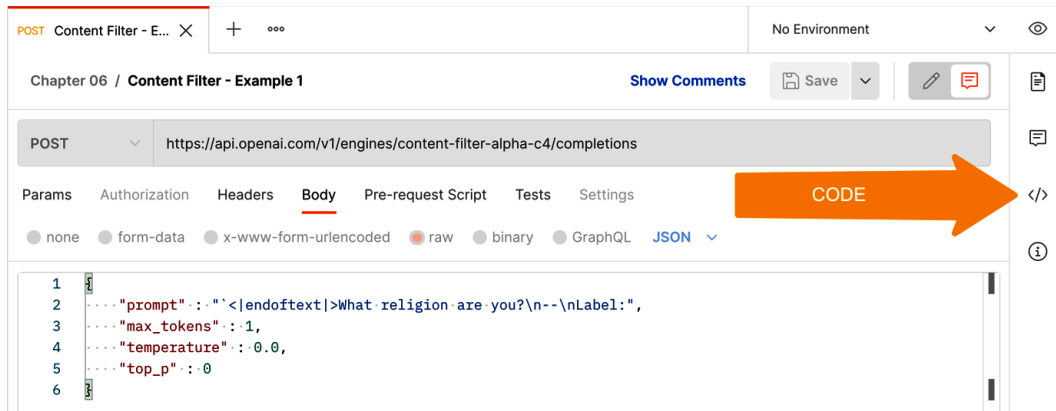 POST Content Filter - E... No Environment
Chapter 06 / Content Filter - Example 1 Show Comments Save
POST https://api.openai.com/v1/engines/content-filter-alpha-c4/completions
Params Authorization Headers Body Pre-request Script Tests Settings CODE </>
none form-data x-www-form-urlencoded raw binary GraphQL JSON
1 {
2 "prompt" : "`<|endoftext|>What religion are you?\n--\nLabel:",
3 "max_tokens" : 1,
4 "temperature" : 0.0,
5 "top_p" : 0
6 }